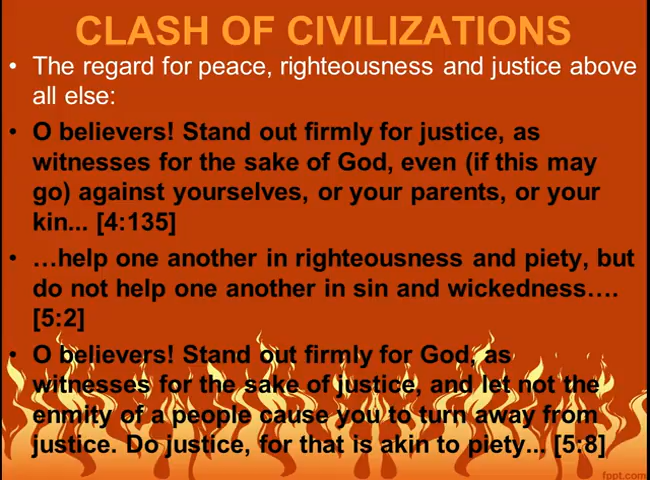 CLASH OF CIVILIZATIONS
• The regard for peace, righteousness and justice above
all else:
• O believers! Stand out firmly for justice, as
witnesses for the sake of God, even (if this may
go) against yourselves, or your parents, or your
kin... [4:135]
• …help one another in righteousness and piety, but
do not help one another in sin and wickedness….
[5:2]
• O believers! Stand out firmly for God, as
witnesses for the sake of justice, and let not the
enmity of a people cause you to turn away from
justice. Do justice, for that is akin to piety... [5:8]
fppt.com